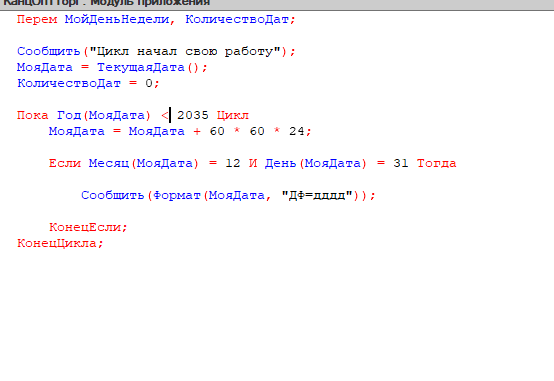 КанцОптТорг : Модуль приложения
Перем МойДеньНедели, КоличествоДат;
Сообщить("Цикл начал свою работу");
МояДата = ТекущаяДата();
КоличествоДат = 0;
Пока Год(МояДата) < 2035 Цикл
МояДата = МояДата + 60 * 60 * 24;
Если Месяц(МояДата) = 12 И День(МояДата) = 31 Тогда
Сообщить(Формат(МояДата, "ДФ=дддд"));
КонецЕсли;
КонецЦикла;